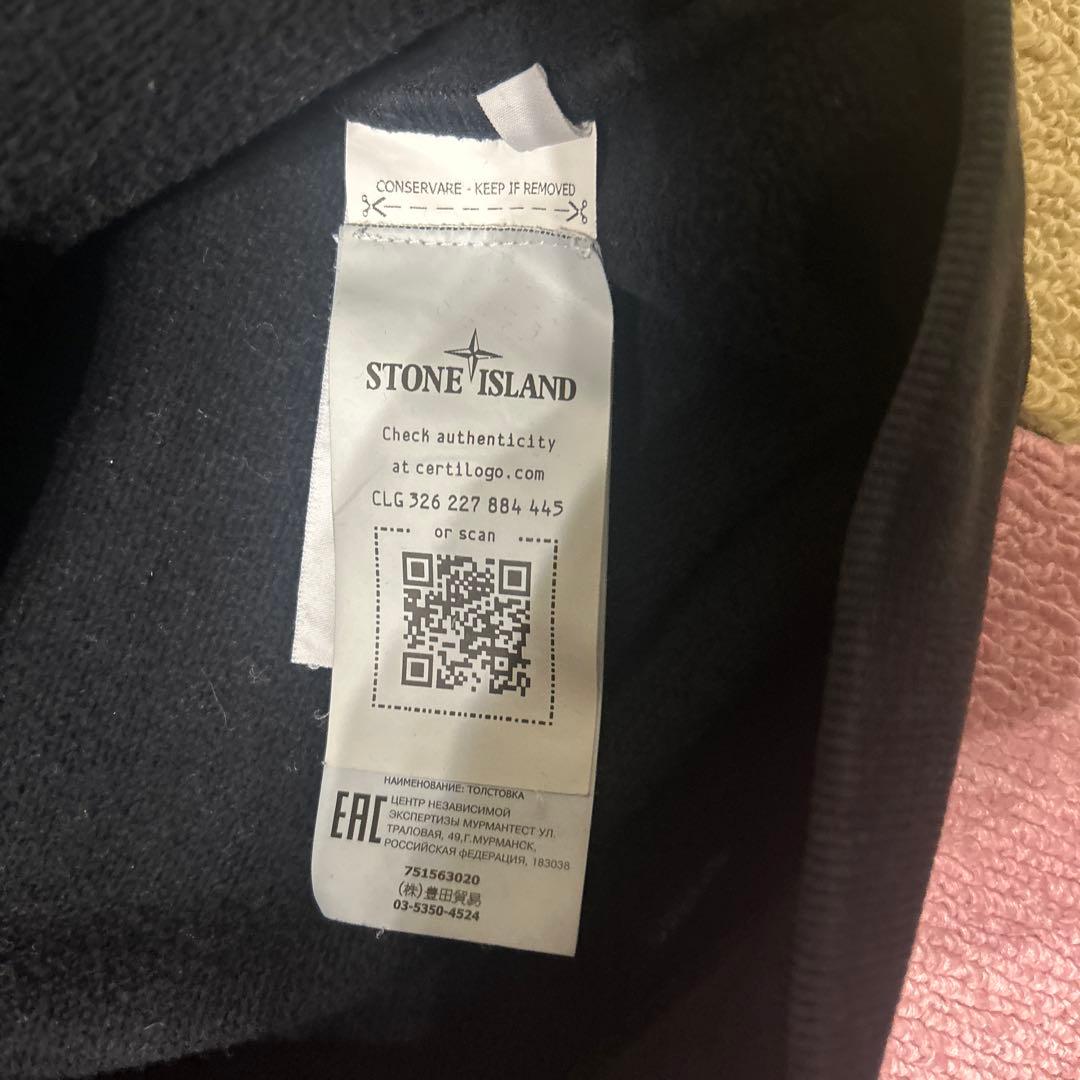 CONSERVARE - KEEP IF REMOVED
STONE ISLAND
Check authenticity
at certilogo.com
CLG 326 227 884 445
or scan
НАИМЕНОВАНИЕ: ТОЛСТОВКА
EAC
ЦЕНТР НЕЗАВИСИМОЙ
ЭКСПЕРТИЗЫ МУРМАНТЕСТ УЛ.
ТРАЛОВАЯ, 49,Г.МУРМАНСК,
РОССИЙСКАЯ ФЕДЕРАЦИЯ, 183038
751563020
(株)豊田貿易
03-5350-4524